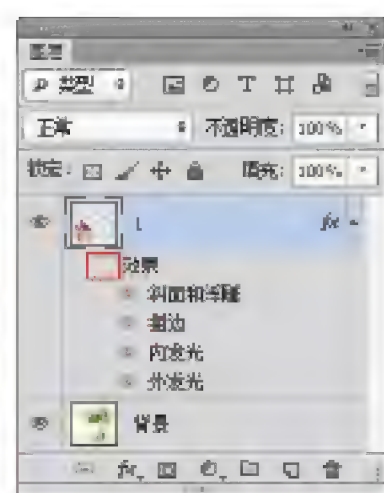 图层
类型
正常 不透明度: 100%
锁定: 填充: 100%
1 fx
效果
斜面和浮雕
描边
内发光
外发光
背景
fx